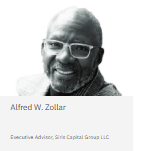 Alfred W. Zollar
Executive Advisor, Siris Capital Group LLC